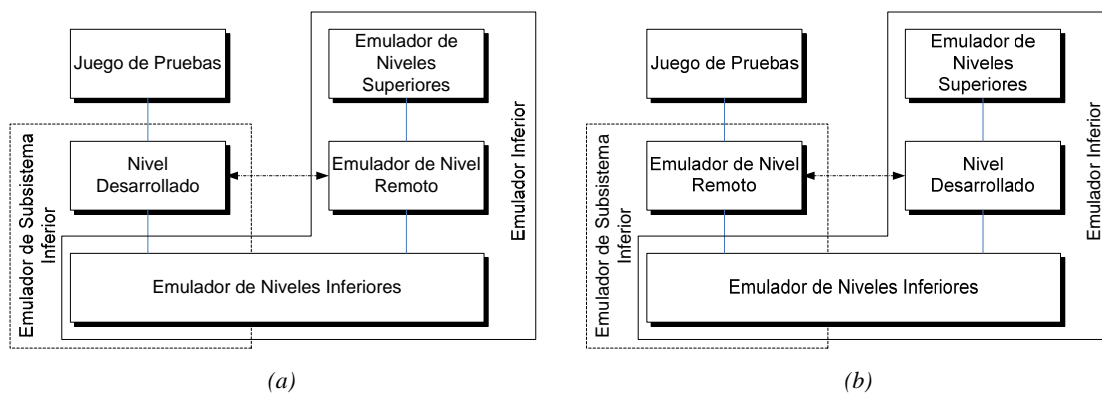 Juego de Pruebas
Emulador de
Niveles
Superiores
Nivel
Desarrollado
Emulador de Nivel
Remoto
Emulador de Niveles Inferiores
Emulador de Subsistema
Inferior
Emulador Inferior
(a)
Juego de Pruebas
Emulador de
Niveles
Superiores
Emulador de Nivel
Remoto
Nivel
Desarrollado
Emulador de Niveles Inferiores
Emulador de Subsistema
Inferior
Emulador Inferior
(b)